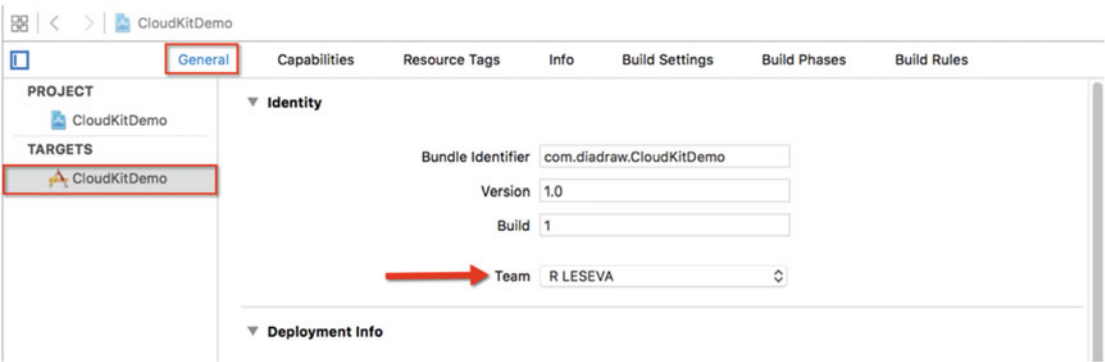 CloudKitDemo
General Capabilities Resource Tags Info Build Settings Build Phases Build Rules
PROJECT
CloudKitDemo
TARGETS
CloudKitDemo
Identity
Bundle Identifier com.diadraw.CloudKitDemo
Version 1.0
Build 1
Team R LESEVA
Deployment Info